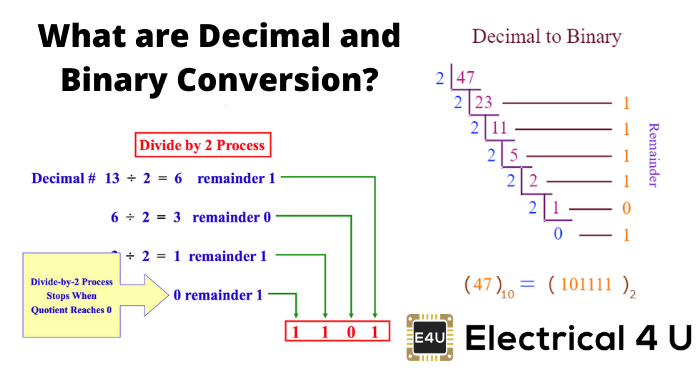 What are Decimal and
Binary Conversion?
Divide by 2 Process
Decimal # 13 ÷ 2 = 6 remainder 1
6 ÷ 2 = 3 remainder 0
÷ 2 = 1 remainder 1
0 remainder 1
Divide-by-2 Process
Stops When
Quotient Reaches 0
1 1 0 1
Decimal to Binary
2 47
2 23 1
2 11 1
2 5 1
2 2 1
2 1 0
0 1
Remainder
(47)10 = (101111)2
E4U
Electrical 4 U